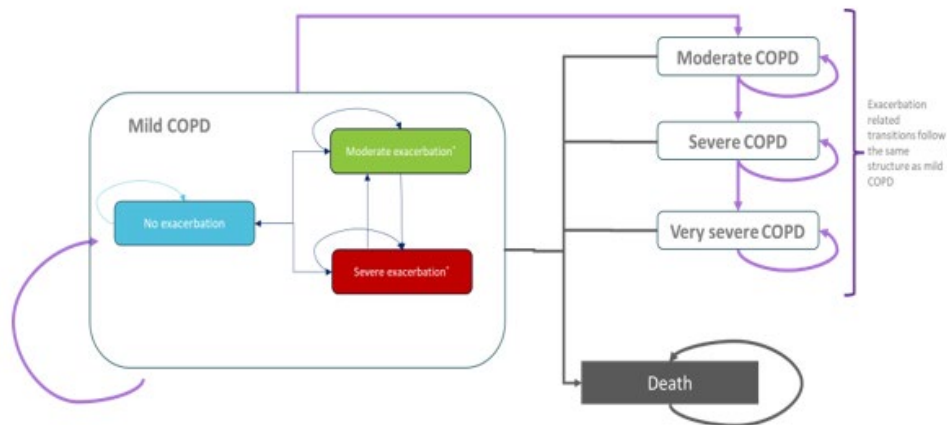 Mild COPD
Moderate exacerbation*
No exacerbation
Severe exacerbation*
Moderate COPD
Severe COPD
Very severe COPD
Death
Exacerbation
related
transitions follow
the same
structure as mild
COPD